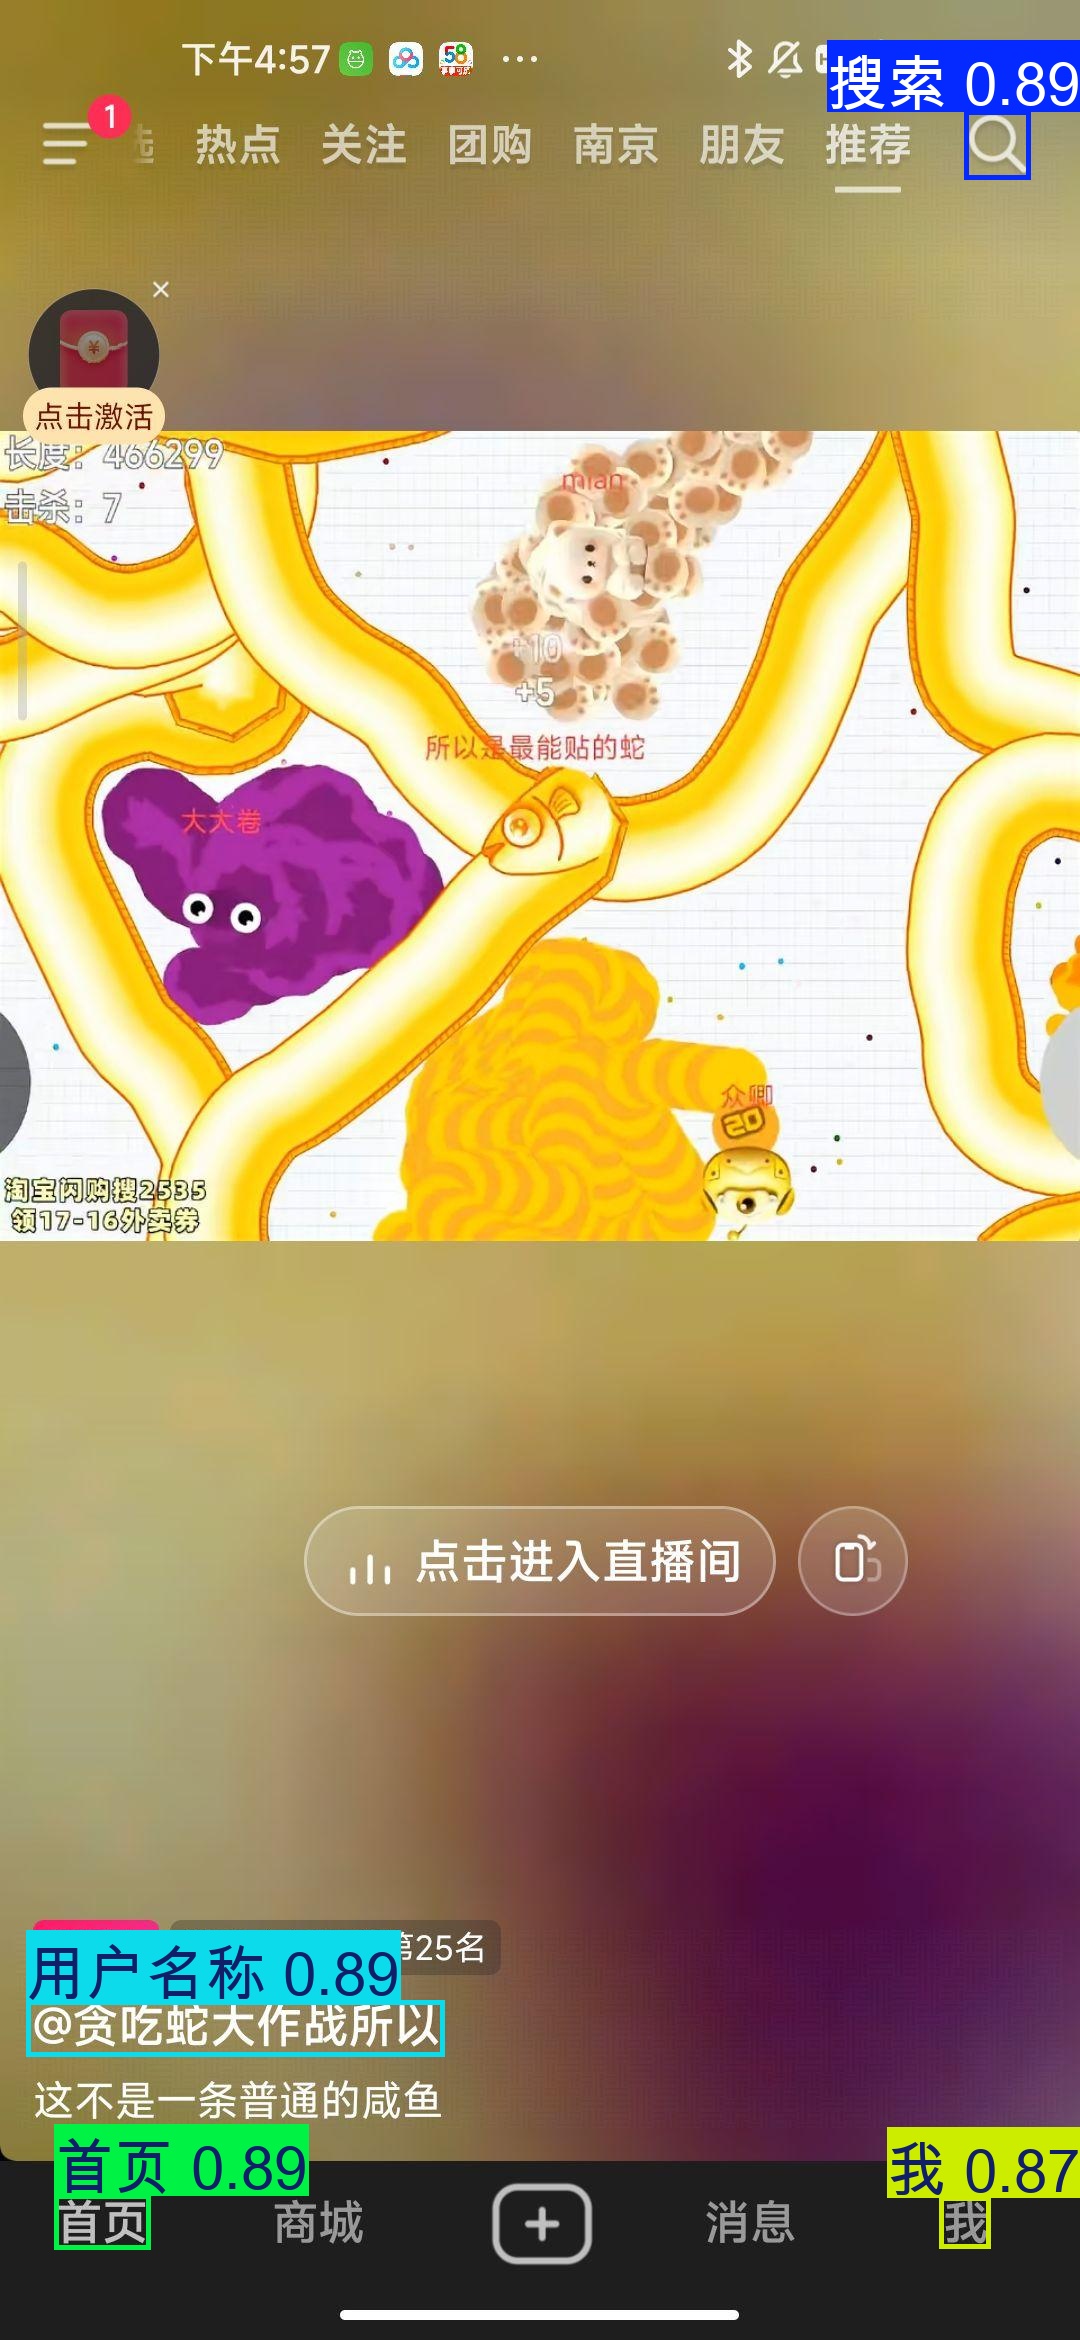 下午4:57
58
搜索 0.89
1
选 热点 关注 团购 南京 朋友 推荐
点击激活
长度：466299
击杀：7
mian
+10
+5
所以是最能贴的蛇
大大卷
众卿
20
淘宝闪购搜2535
领17-16外卖券
点击进入直播间
第25名
用户名称 0.89
@贪吃蛇大作战所以
这不是一条普通的咸鱼
首页 0.89
我 0.87
首页 商城 消息 我